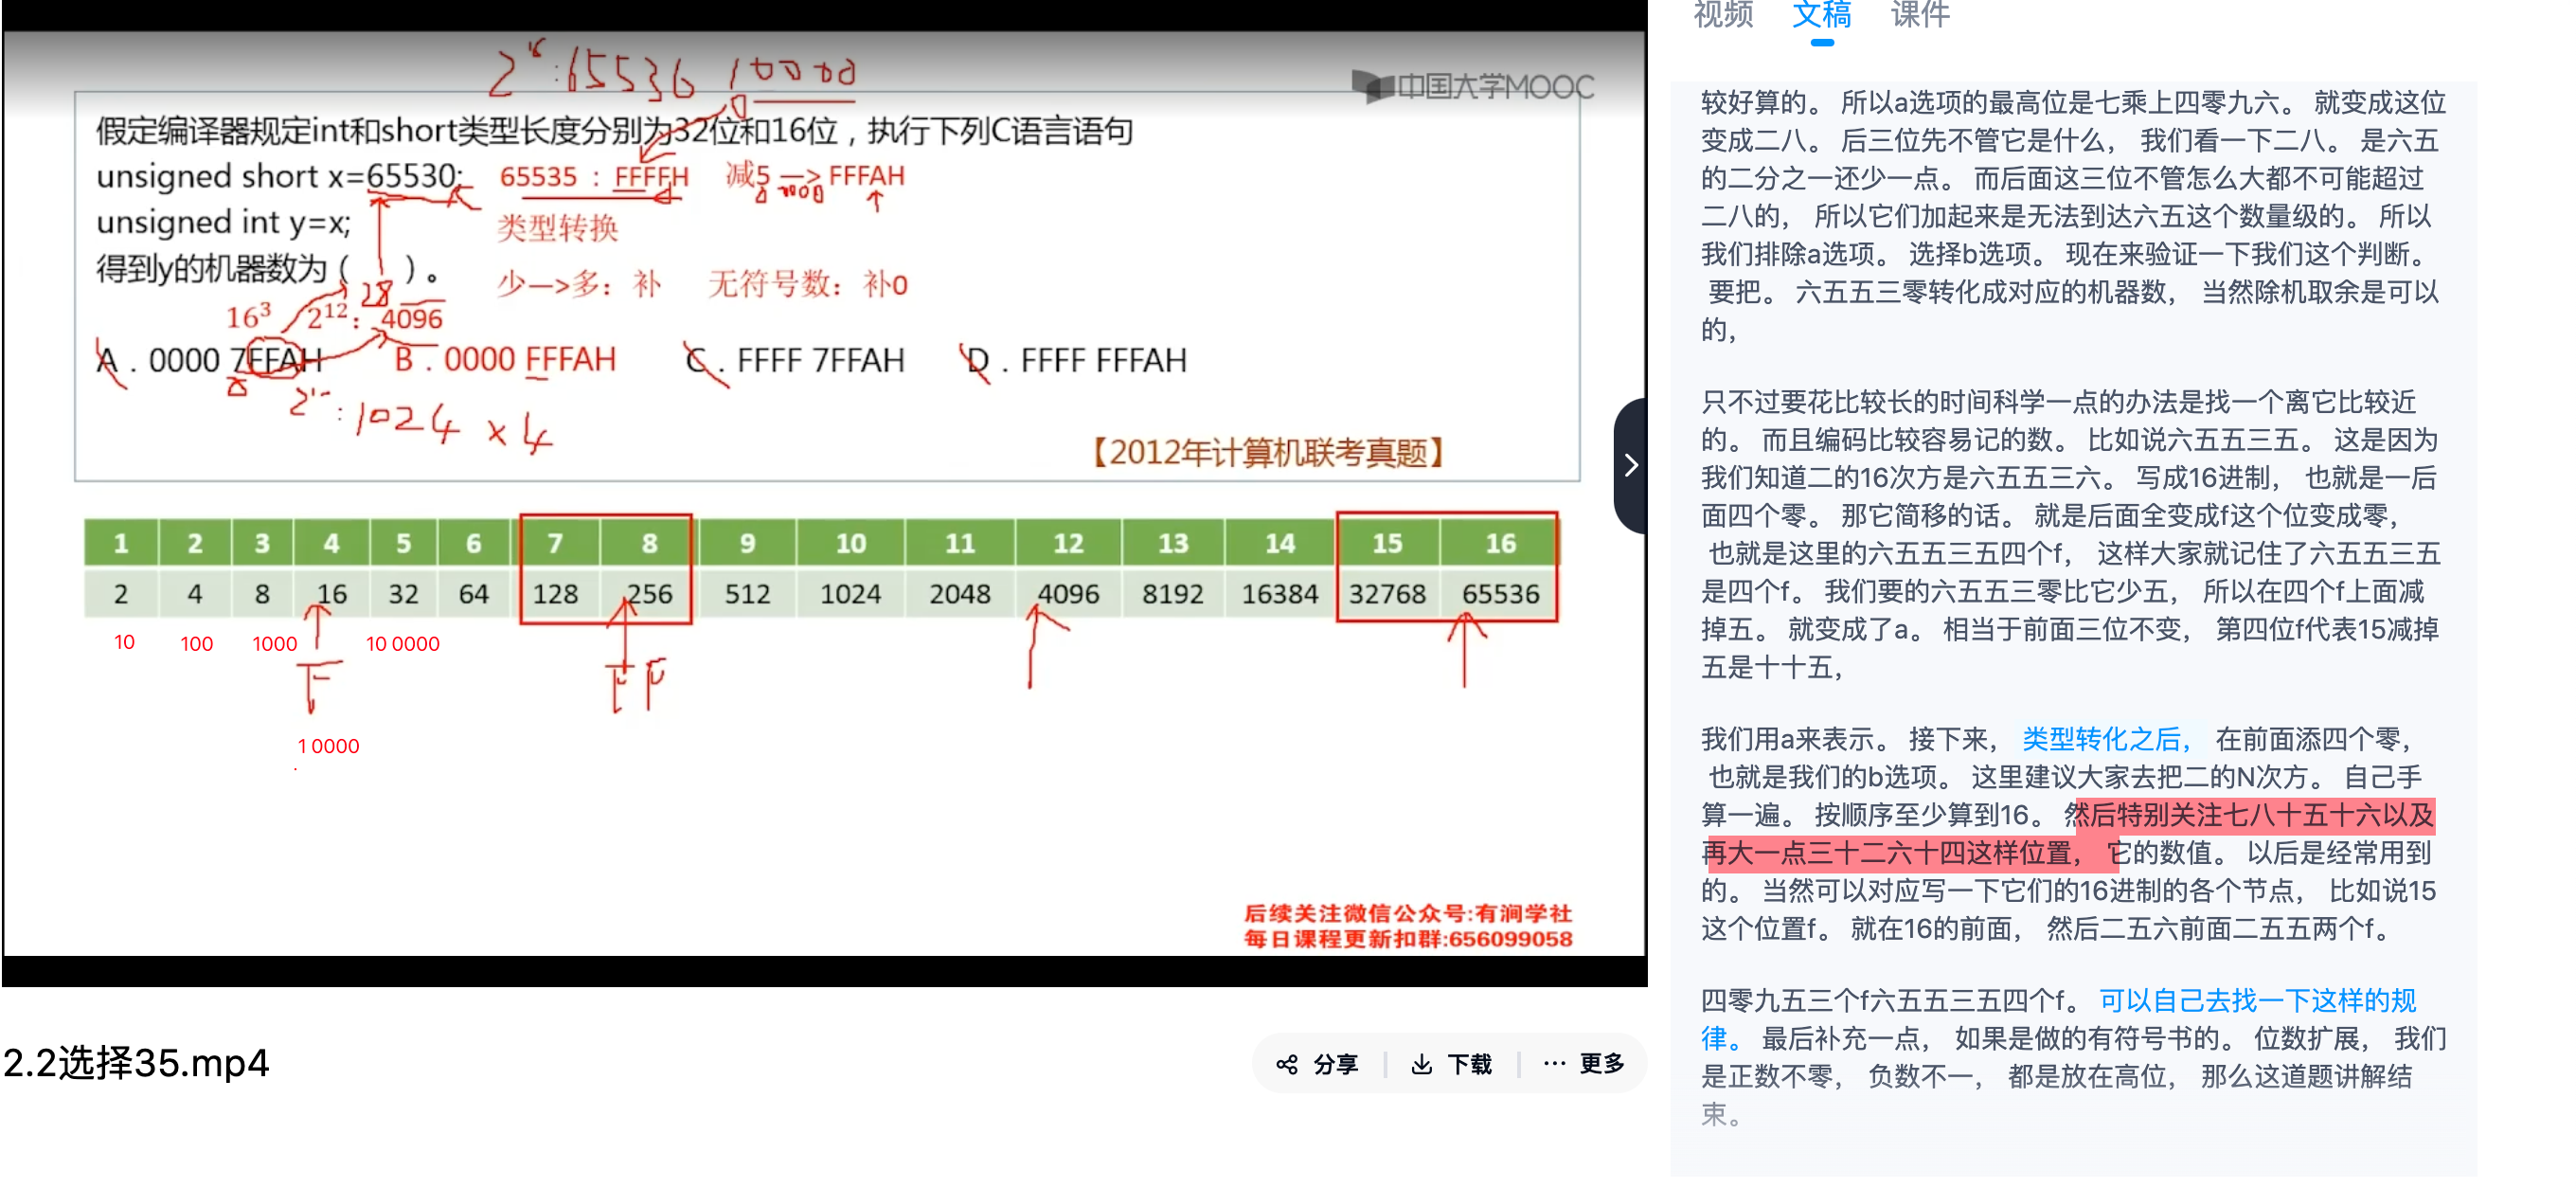 2^16:65536 10000
中国大学MOOC
假定编译器规定int和short类型长度分别为32位和16位，执行下列C语言语句
unsigned short x=65530; 65535：FFFFH 减5 —> FFFAH
unsigned int y=x; 类型转换
得到y的机器数为（ ）。 少—>多：补 无符号数：补0
28
16³ 2¹²：4096
A．0000 7FFAH B．0000 FFFAH C．FFFF 7FFAH D．FFFF FFFAH
:1024 ×4
【2012年计算机联考真题】
1 2 3 4 5 6 7 8 9 10 11 12 13 14 15 16
2 4 8 16 32 64 128 256 512 1024 2048 4096 8192 16384 32768 65536
10 100 1000 10 0000
F FF
1 0000
后续关注微信公众号:有涧学社
每日课程更新扣群:656099058
2.2选择35.mp4
分享 下载 更多
视频 文稿 课件
较好算的。 所以a选项的最高位是七乘上四零九六。 就变成这位
变成二八。 后三位先不管它是什么， 我们看一下二八。 是六五
的二分之一还少一点。 而后面这三位不管怎么大都不可能超过
二八的， 所以它们加起来是无法到达六五这个数量级的。 所以
我们排除a选项。 选择b选项。 现在来验证一下我们这个判断。
要把。 六五五三零转化成对应的机器数， 当然除机取余是可以
的，
只不过要花比较长的时间科学一点的办法是找一个离它比较近
的。 而且编码比较容易记的数。 比如说六五五三五。 这是因为
我们知道二的16次方是六五五三六。 写成16进制， 也就是一后
面四个零。 那它简移的话。 就是后面全变成f这个位变成零，
也就是这里的六五五三五四个f， 这样大家就记住了六五五三五
是四个f。 我们要的六五五三零比它少五， 所以在四个f上面减
掉五。 就变成了a。 相当于前面三位不变， 第四位f代表15减掉
五是十十五，
我们用a来表示。 接下来， 类型转化之后， 在前面添四个零，
也就是我们的b选项。 这里建议大家去把二的N次方。 自己手
算一遍。 按顺序至少算到16。 然后特别关注七八十五十六以及
再大一点三十二六十四这样位置， 它的数值。 以后是经常用到
的。 当然可以对应写一下它们的16进制的各个节点， 比如说15
这个位置f。 就在16的前面， 然后二五六前面二五五两个f。
四零九五三个f六五五三五四个f。 可以自己去找一下这样的规
律。 最后补充一点， 如果是做的有符号书的。 位数扩展， 我们
是正数不零， 负数不一， 都是放在高位， 那么这道题讲解结
束。